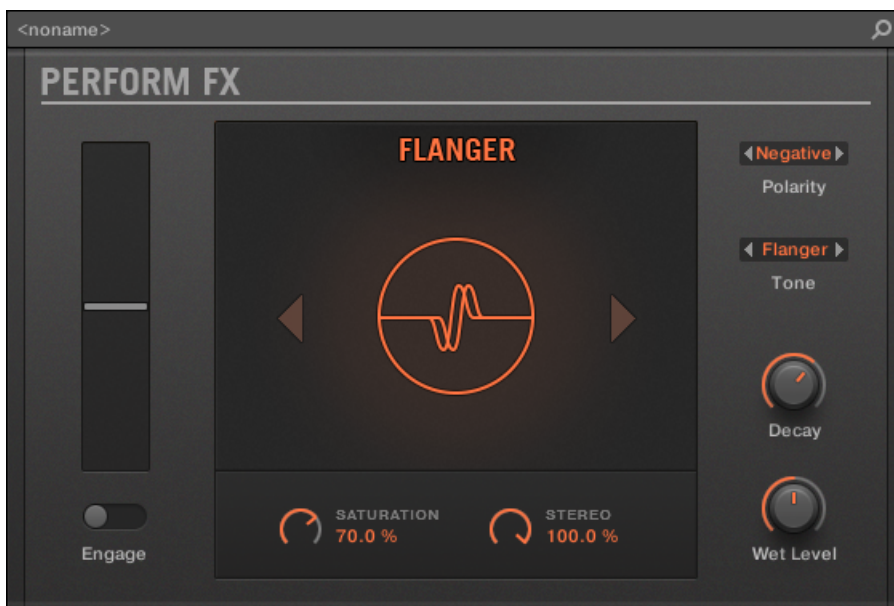 <noname>
PERFORM FX
FLANGER
Negative
Polarity
Flanger
Tone
Decay
SATURATION
70.0 %
STEREO
100.0 %
Engage
Wet Level